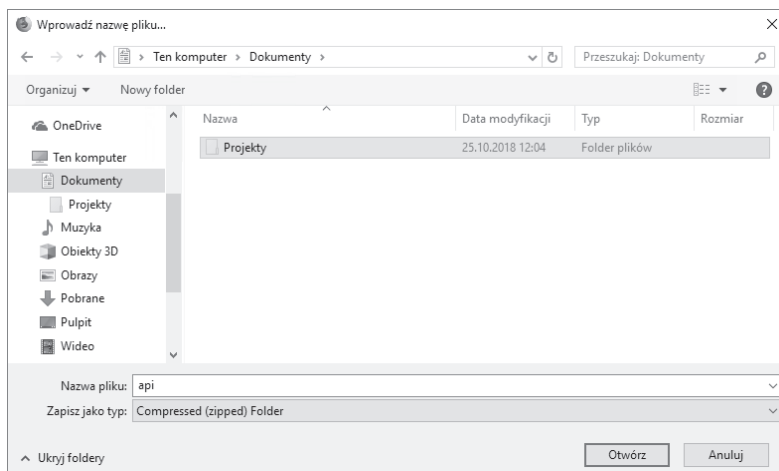 Wprowadź nazwę pliku...
Ten komputer > Dokumenty >
Przeszukaj: Dokumenty
Organizuj
Nowy folder
OneDrive
Ten komputer
Dokumenty
Projekty
Muzyka
Obiekty 3D
Obrazy
Pobrane
Pulpit
Wideo
Nazwa Data modyfikacji Typ Rozmiar
Projekty 25.10.2018 12:04 Folder plików
Nazwa pliku: api
Zapisz jako typ: Compressed (zipped) Folder
Ukryj foldery
Otwórz
Anuluj